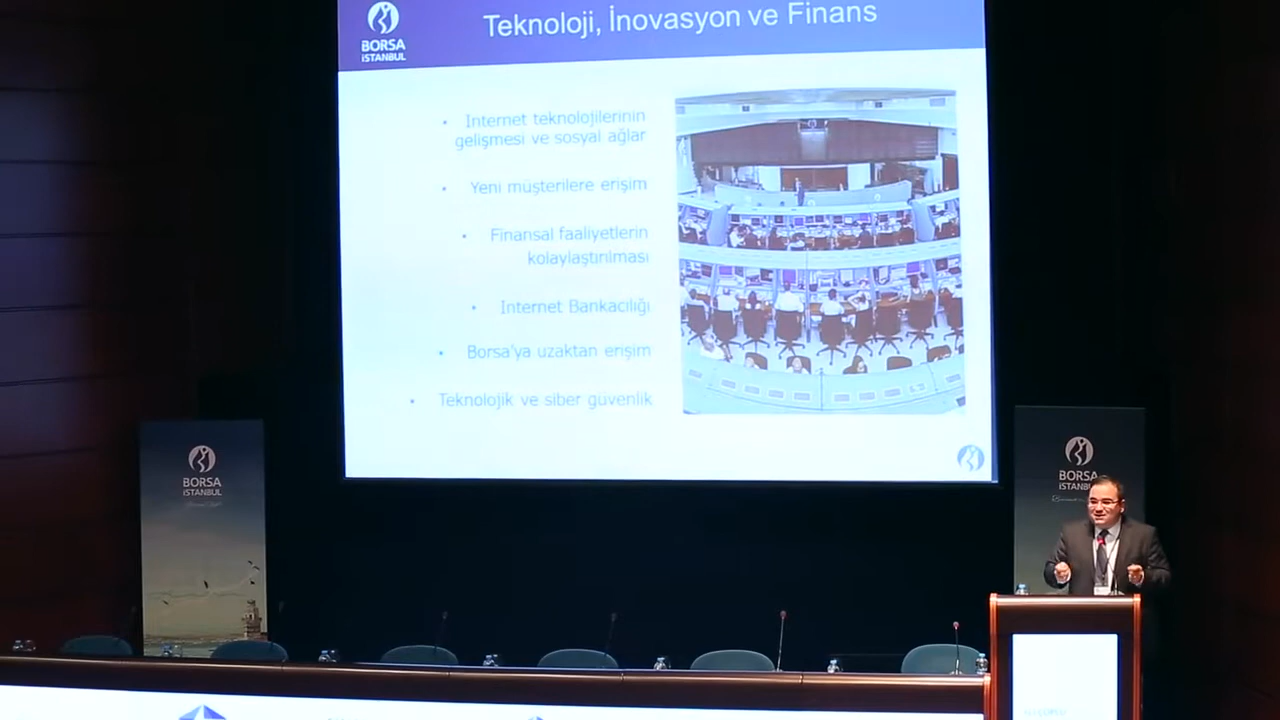 BORSA
İSTANBUL
Teknoloji, İnovasyon ve Finans
Internet teknolojilerinin
gelişmesi ve sosyal ağlar
Yeni müşterilere erişim
Finansal faaliyetlerin
kolaylaştırılması
Internet Bankacılığı
Borsa'ya uzaktan erişim
Teknolojik ve siber güvenlik
BORSA
İSTANBUL
BORSA
İSTANBUL